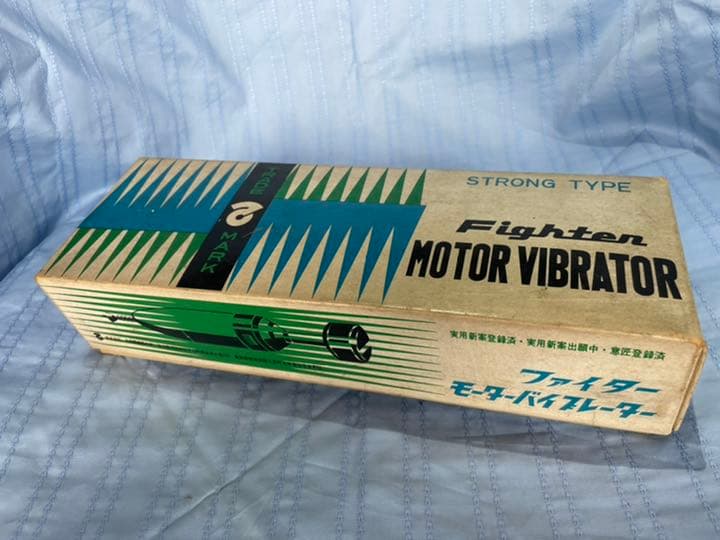 TRADE
MARK
STRONG TYPE
Fighter
MOTOR VIBRATOR
実用新案登録済・実用新案出願中・意匠登録済
ファイター
モーターバイブレーター